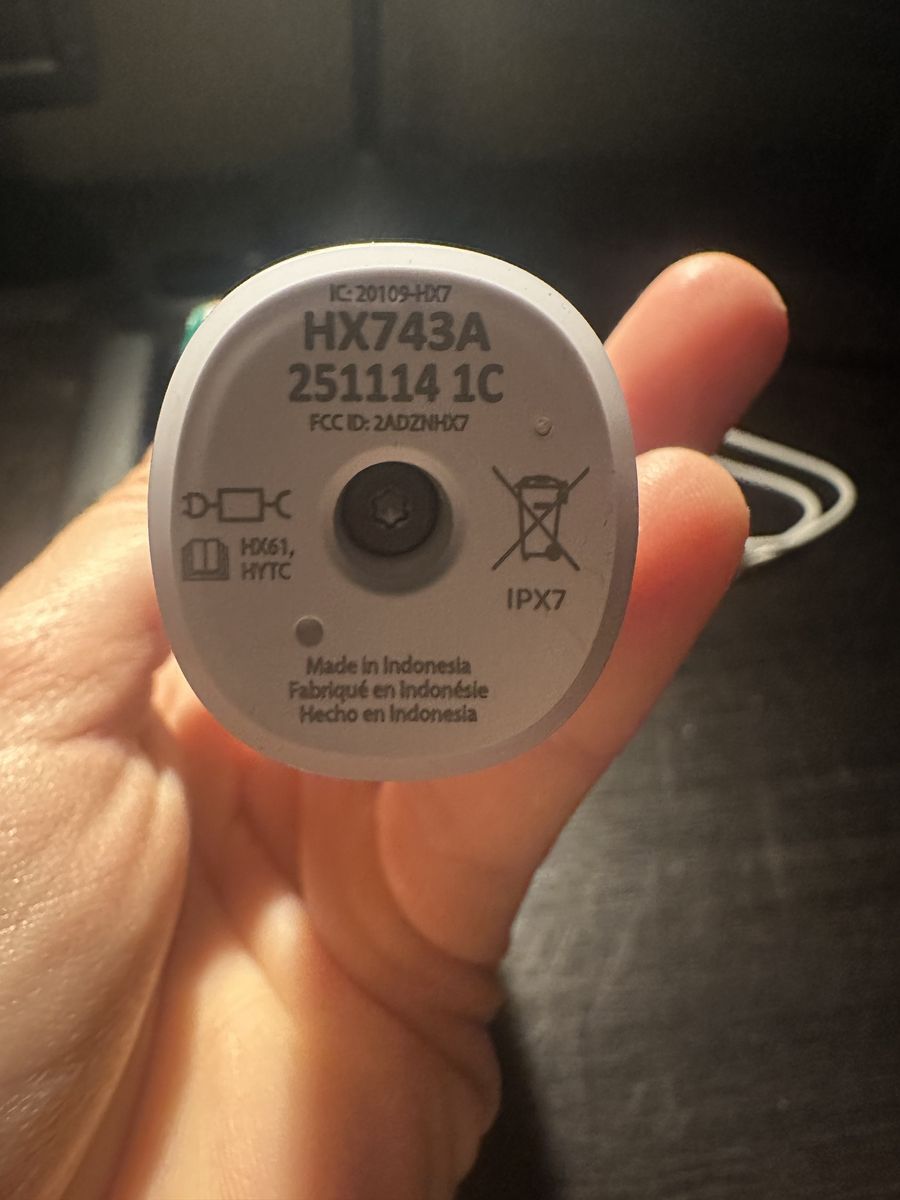 IC: 20109-HX7
HX743A
251114 1C
FCC ID: 2ADZNHX7
HX61,
HYTC
IPX7
Made in Indonesia
Fabriqué en Indonésie
Hecho en Indonesia